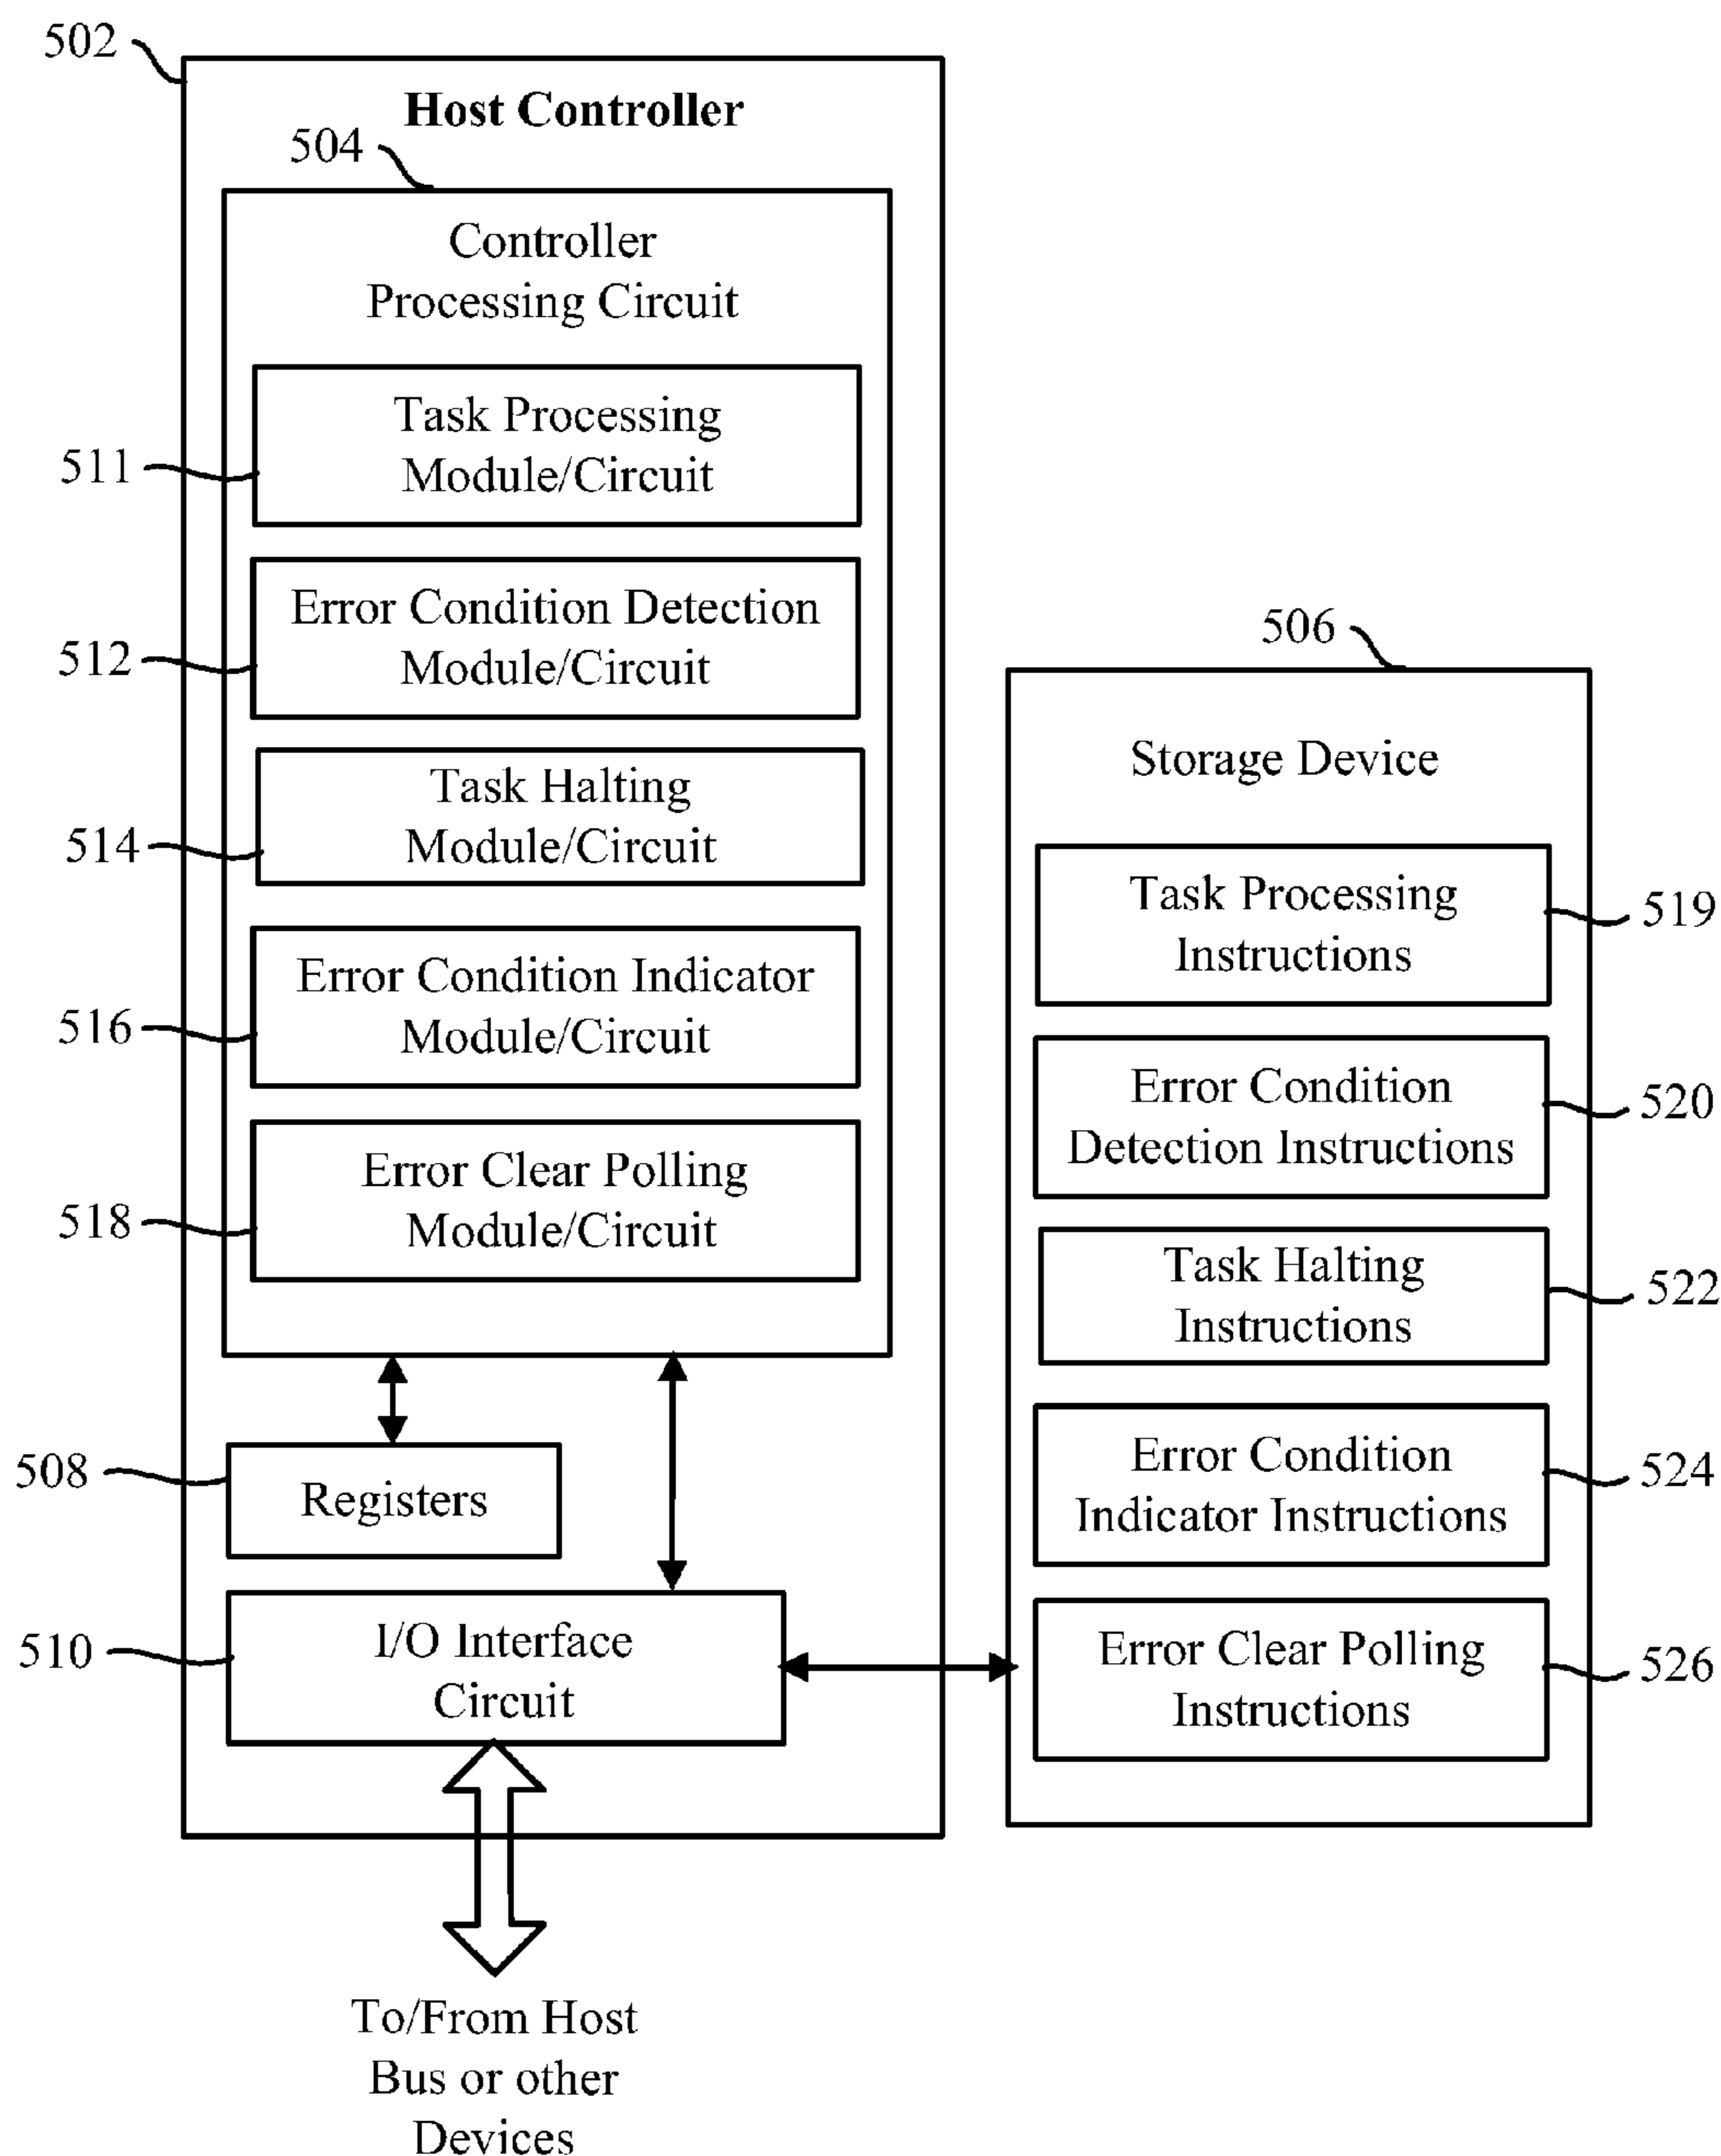 502
Host Controller
504
Controller
Processing Circuit
Task Processing
Module/Circuit
511
Error Condition Detection
Module/Circuit
512
Task Halting
Module/Circuit
514
Error Condition Indicator
Module/Circuit
516
Error Clear Polling
Module/Circuit
518
508
Registers
510
I/O Interface
Circuit
To/From Host
Bus or other
Devices
506
Storage Device
Task Processing
Instructions
519
Error Condition
Detection Instructions
520
Task Halting
Instructions
522
Error Condition
Indicator Instructions
524
Error Clear Polling
Instructions
526